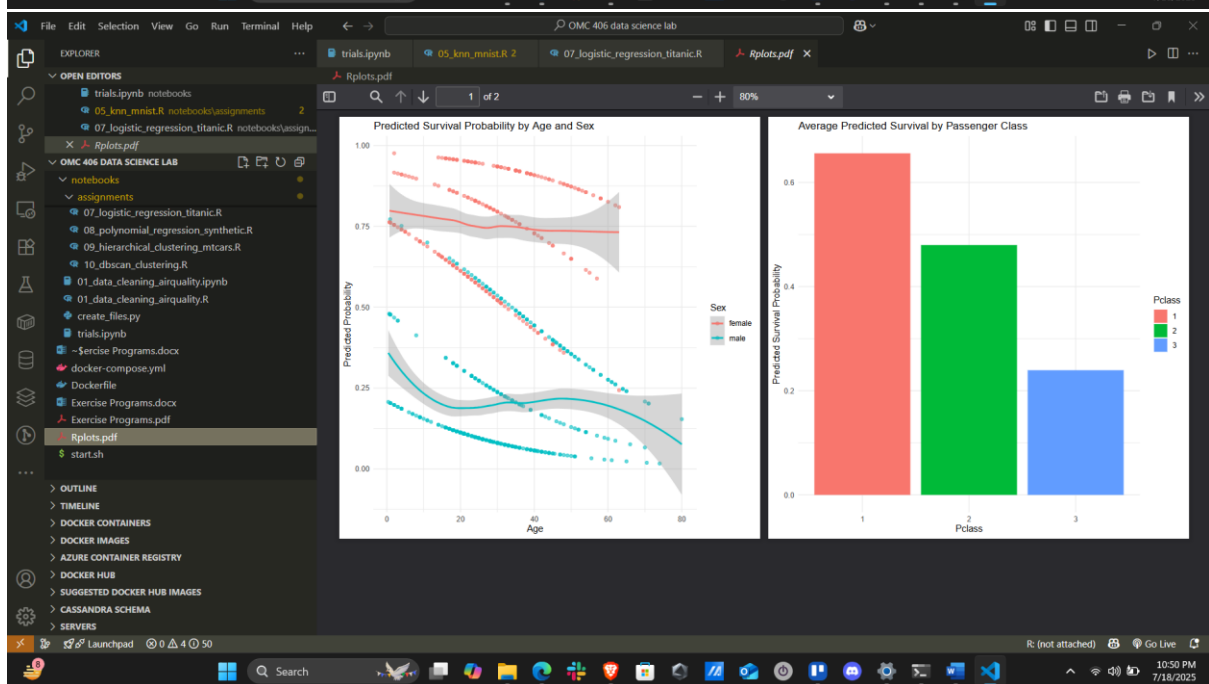 File Edit Selection View Go Run Terminal Help
OMC 406 data science lab
EXPLORER
OPEN EDITORS
trials.ipynb notebooks
05_knn_mnist.R notebooks\assignments 2
07_logistic_regression_titanic.R notebooks\assign...
Rplots.pdf
OMC 406 DATA SCIENCE LAB
notebooks
assignments
07_logistic_regression_titanic.R
08_polynomial_regression_synthetic.R
09_hierarchical_clustering_mtcars.R
10_dbscan_clustering.R
01_data_cleaning_airquality.ipynb
01_data_cleaning_airquality.R
create_files.py
trials.ipynb
~$ercise Programs.docx
docker-compose.yml
Dockerfile
Exercise Programs.docx
Exercise Programs.pdf
Rplots.pdf
$ start.sh
OUTLINE
TIMELINE
DOCKER CONTAINERS
DOCKER IMAGES
AZURE CONTAINER REGISTRY
DOCKER HUB
SUGGESTED DOCKER HUB IMAGES
CASSANDRA SCHEMA
SERVERS
trials.ipynb 05_knn_mnist.R 2 07_logistic_regression_titanic.R Rplots.pdf
Rplots.pdf
1 of 2 80%
Predicted Survival Probability by Age and Sex
1.00
0.75
0.50
0.25
0.00
Predicted Probability
0 20 40 60 80
Age
Sex
female
male
Average Predicted Survival by Passenger Class
0.6
0.4
0.2
0.0
Predicted Survival Probability
1 2 3
Pclass
Pclass
1
2
3
Launchpad 0 4 50
R: (not attached) Go Live
8
Search
10:50 PM
7/18/2025